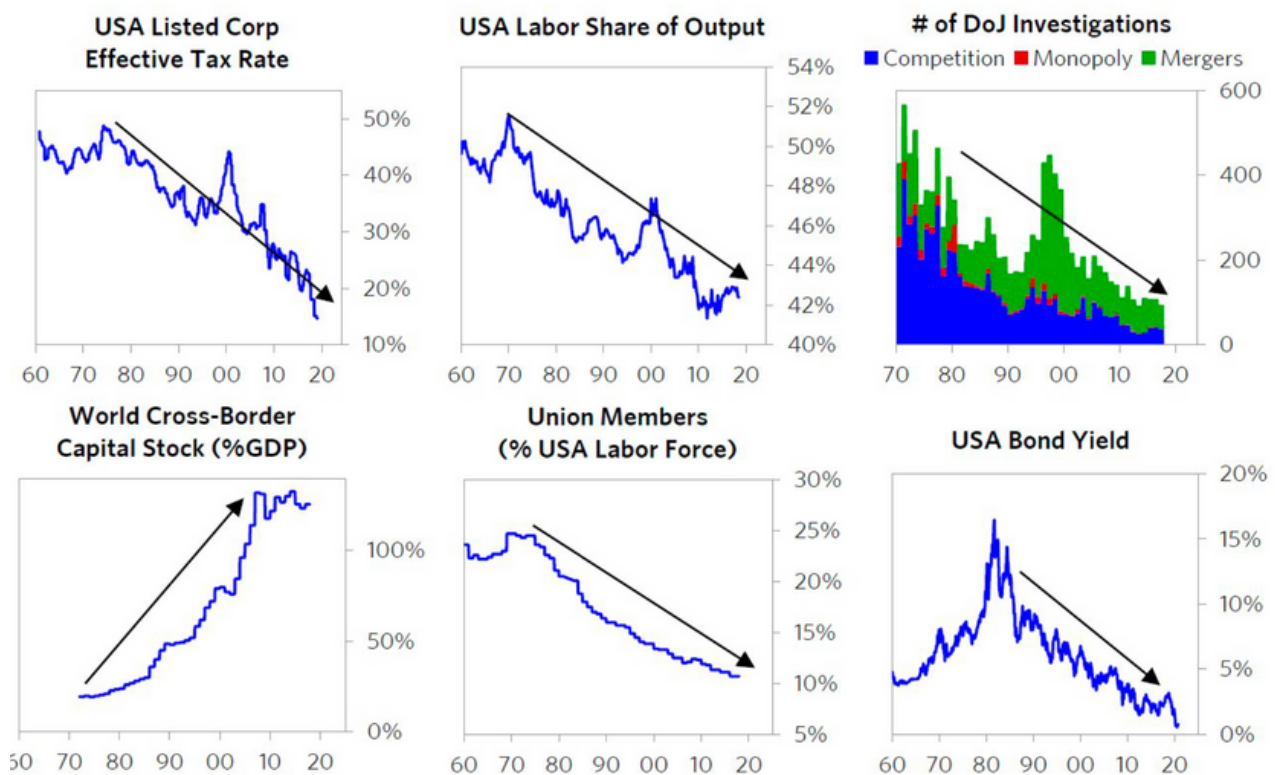 USA Listed Corp
Effective Tax Rate
50%
40%
30%
20%
10%
60 70 80 90 00 10 20
USA Labor Share of Output
54%
52%
50%
48%
46%
44%
42%
40%
60 70 80 90 00 10 20
# of DoJ Investigations
Competition Monopoly Mergers
600
400
200
0
70 80 90 00 10 20
World Cross-Border
Capital Stock (%GDP)
100%
50%
0%
60 70 80 90 00 10 20
Union Members
(% USA Labor Force)
30%
25%
20%
15%
10%
5%
60 70 80 90 00 10 20
USA Bond Yield
20%
15%
10%
5%
0%
60 70 80 90 00 10 20